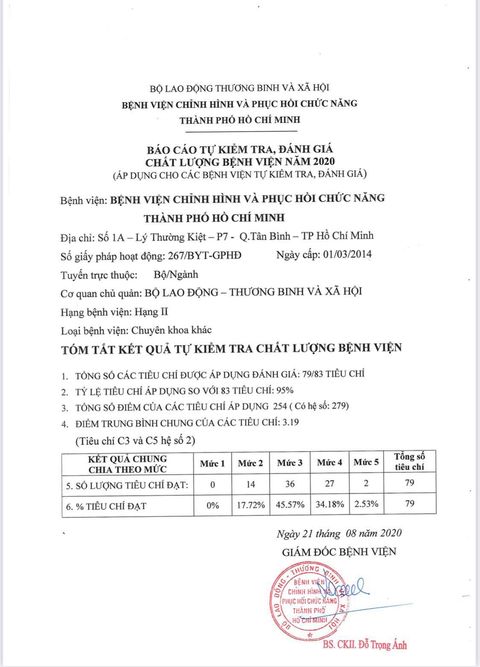 BỘ LAO ĐỘNG THƯƠNG BINH VÀ XÃ HỘI
BỆNH VIỆN CHỈNH HÌNH VÀ PHỤC HỒI CHỨC NĂNG
THÀNH PHỐ HỒ CHÍ MINH
BÁO CÁO TỰ KIỂM TRA, ĐÁNH GIÁ
CHẤT LƯỢNG BỆNH VIỆN NĂM 2020
(ÁP DỤNG CHO CÁC BỆNH VIỆN TỰ KIỂM TRA, ĐÁNH GIÁ)
Bệnh viện: BỆNH VIỆN CHỈNH HÌNH VÀ PHỤC HỒI CHỨC NĂNG
THÀNH PHỐ HỒ CHÍ MINH
Địa chỉ: Số 1A – Lý Thường Kiệt – P7 - Q.Tân Bình – TP Hồ Chí Minh
Số giấy pháp hoạt động: 267/BYT-GPHĐ Ngày cấp: 01/03/2014
Tuyến trực thuộc: Bộ/Ngành
Cơ quan chủ quản: BỘ LAO ĐỘNG – THƯƠNG BINH VÀ XÃ HỘI
Hạng bệnh viện: Hạng II
Loại bệnh viện: Chuyên khoa khác
TÓM TẮT KẾT QUẢ TỰ KIỂM TRA CHẤT LƯỢNG BỆNH VIỆN
1. TỔNG SỐ CÁC TIÊU CHÍ ĐƯỢC ÁP DỤNG ĐÁNH GIÁ: 79/83 TIÊU CHÍ
2. TỶ LỆ TIÊU CHÍ ÁP DỤNG SO VỚI 83 TIÊU CHÍ: 95%
3. TỔNG SỐ ĐIỂM CỦA CÁC TIÊU CHÍ ÁP DỤNG 254 ( Có hệ số: 279)
4. ĐIỂM TRUNG BÌNH CHUNG CỦA CÁC TIÊU CHÍ: 3.19
(Tiêu chí C3 và C5 hệ số 2)
KẾT QUẢ CHUNG CHIA THEO MỨC Mức 1 Mức 2 Mức 3 Mức 4 Mức 5 Tổng số tiêu chí
5. SỐ LƯỢNG TIÊU CHÍ ĐẠT: 0 14 36 27 2 79
6. % TIÊU CHÍ ĐẠT 0% 17.72% 45.57% 34.18% 2.53% 79
Ngày 21 tháng 08 năm 2020
GIÁM ĐỐC BỆNH VIỆN
BỘ LAO ĐỘNG - THƯƠNG BINH XÃ HỘI
BỆNH VIỆN
CHỈNH HÌNH VÀ
PHỤC HỒI CHỨC NĂNG
THÀNH PHỐ
HỒ CHÍ MINH
BS. CKII. Đỗ Trọng Ánh